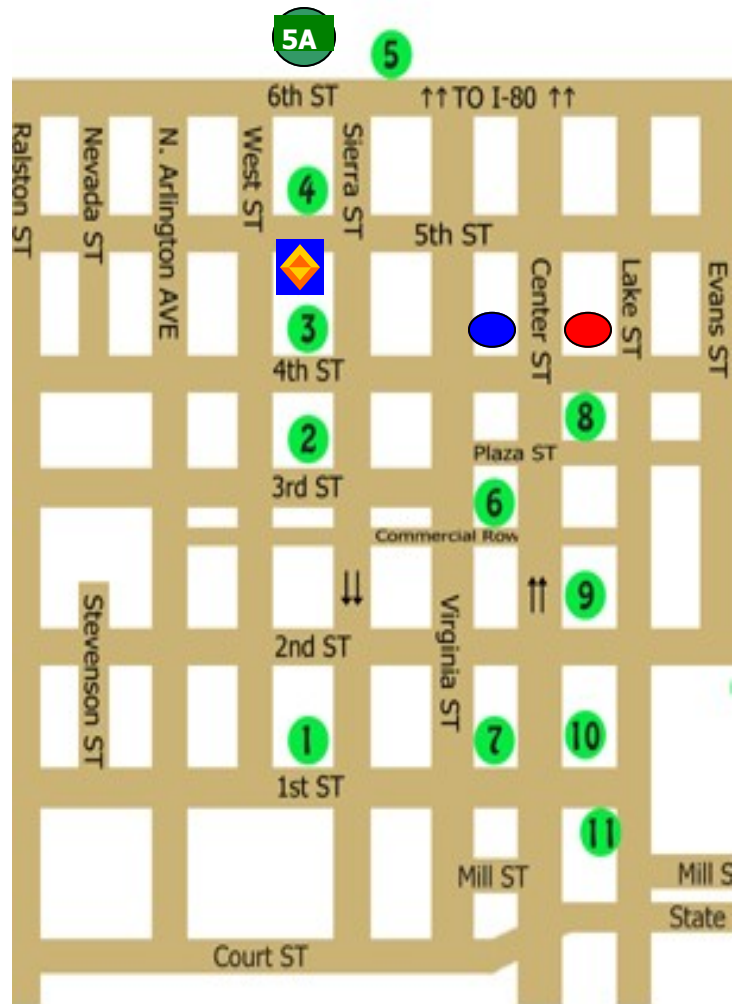 5A
5
6th ST
↑↑ TO I-80 ↑↑
Ralston ST
Nevada ST
N. Arlington AVE
West ST
Sierra ST
4
5th ST
Center ST
Lake ST
Evans ST
3
4th ST
2
8
Plaza ST
3rd ST
6
Commercial Row
↓↓
↑↑
9
Stevenson ST
Virginia ST
2nd ST
1
7
10
1st ST
11
Mill ST
Mill S
State
Court ST